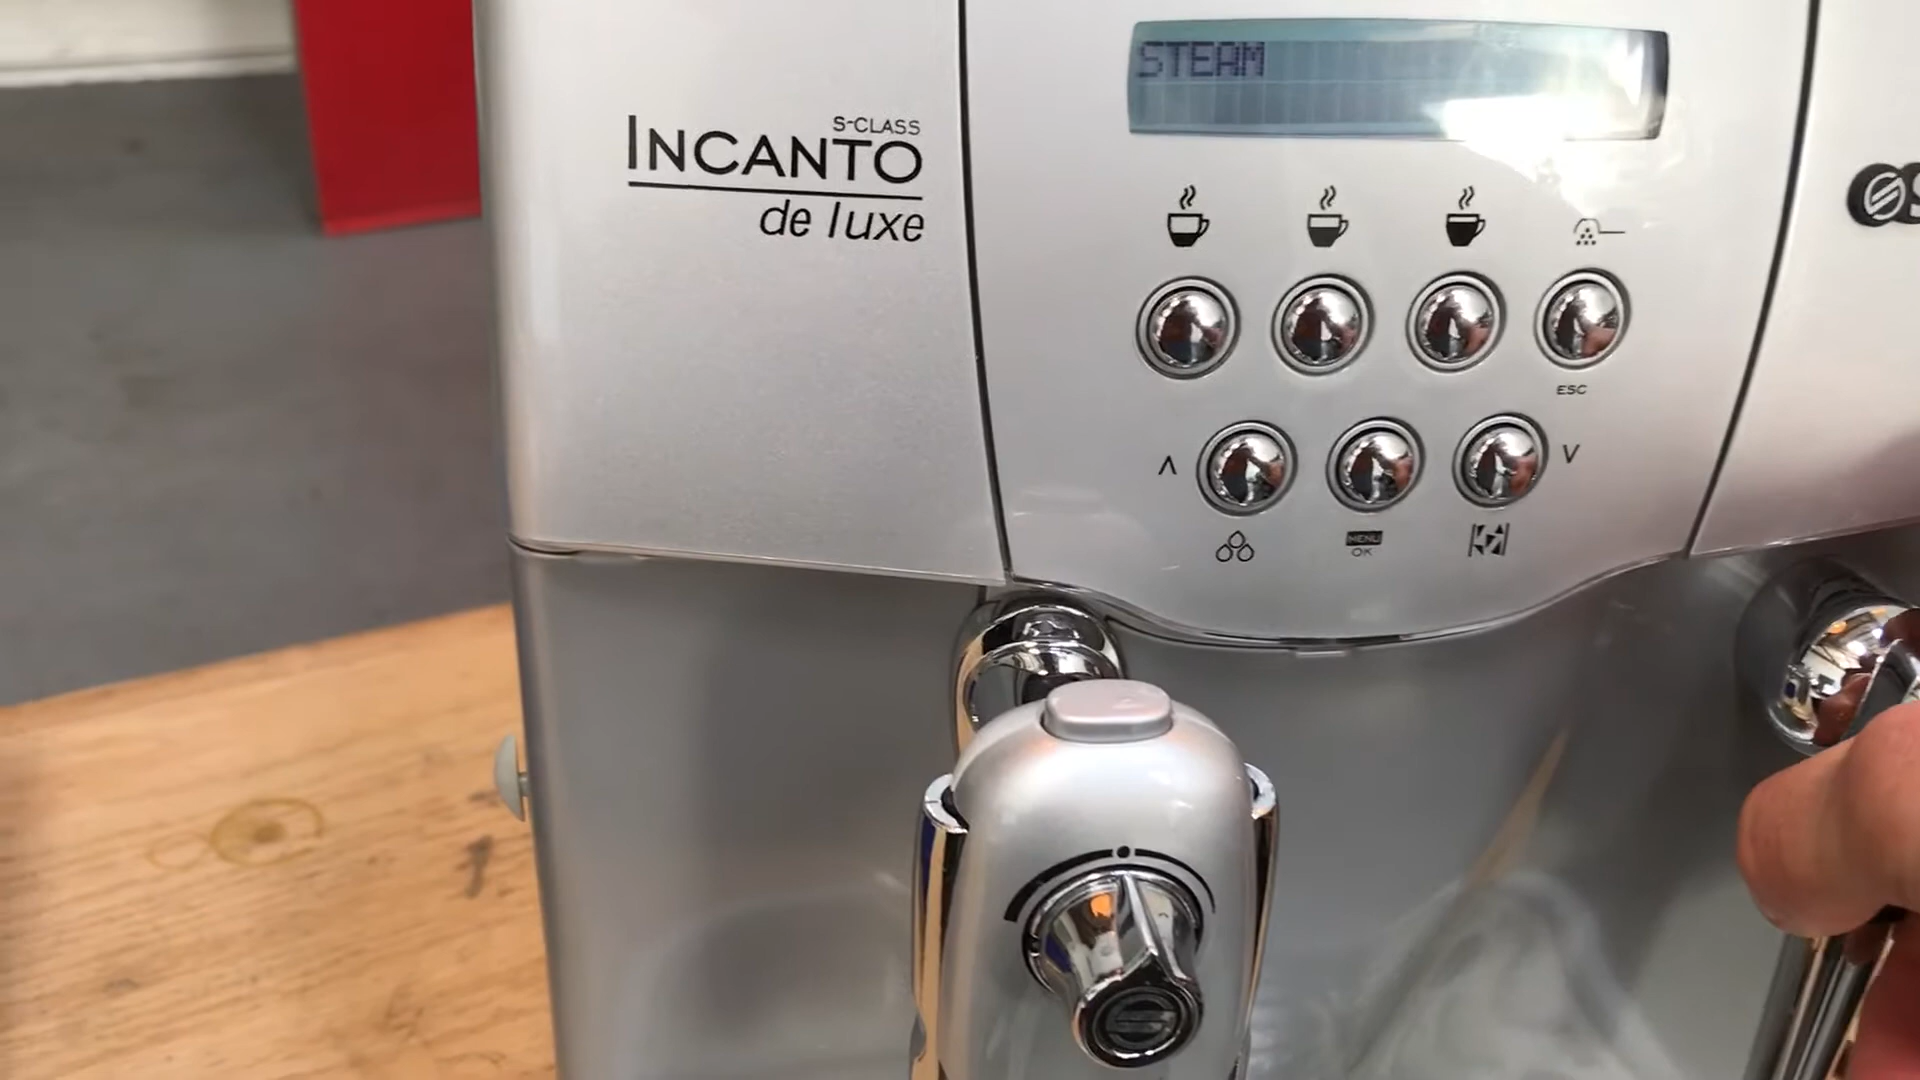 STEAM
S-CLASS
INCANTO
de luxe
ESC
MENU
OK